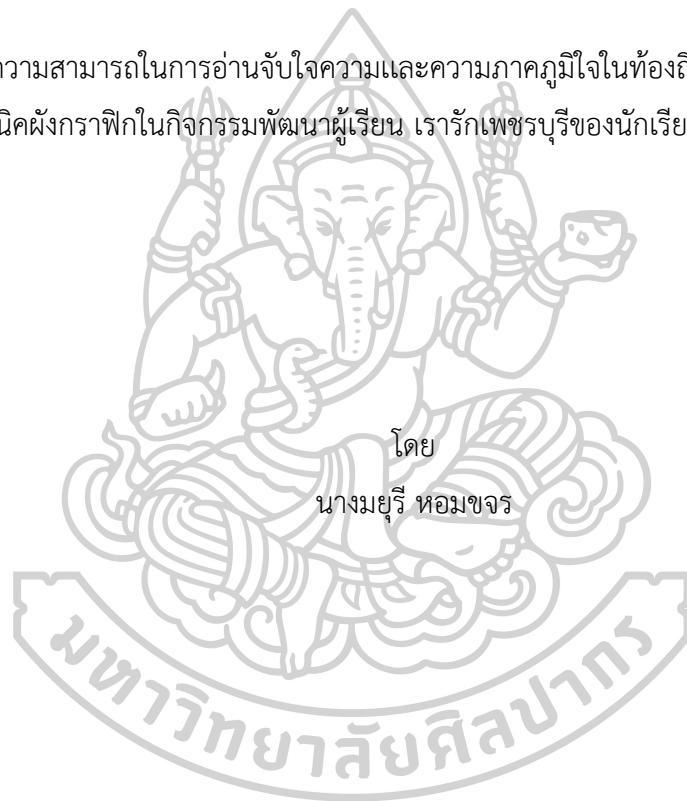 ความสามารถในการอ่านจับใจความและความภาคภูมิใจในท้องถิ
นิคผังกราฟิกในกิจกรรมพัฒนาผู้เรียน เรารักเพชรบุรีของนักเรีย
โดย
นางมยุรี หอมขจร
มหาวิทยาลัยศิลปากร